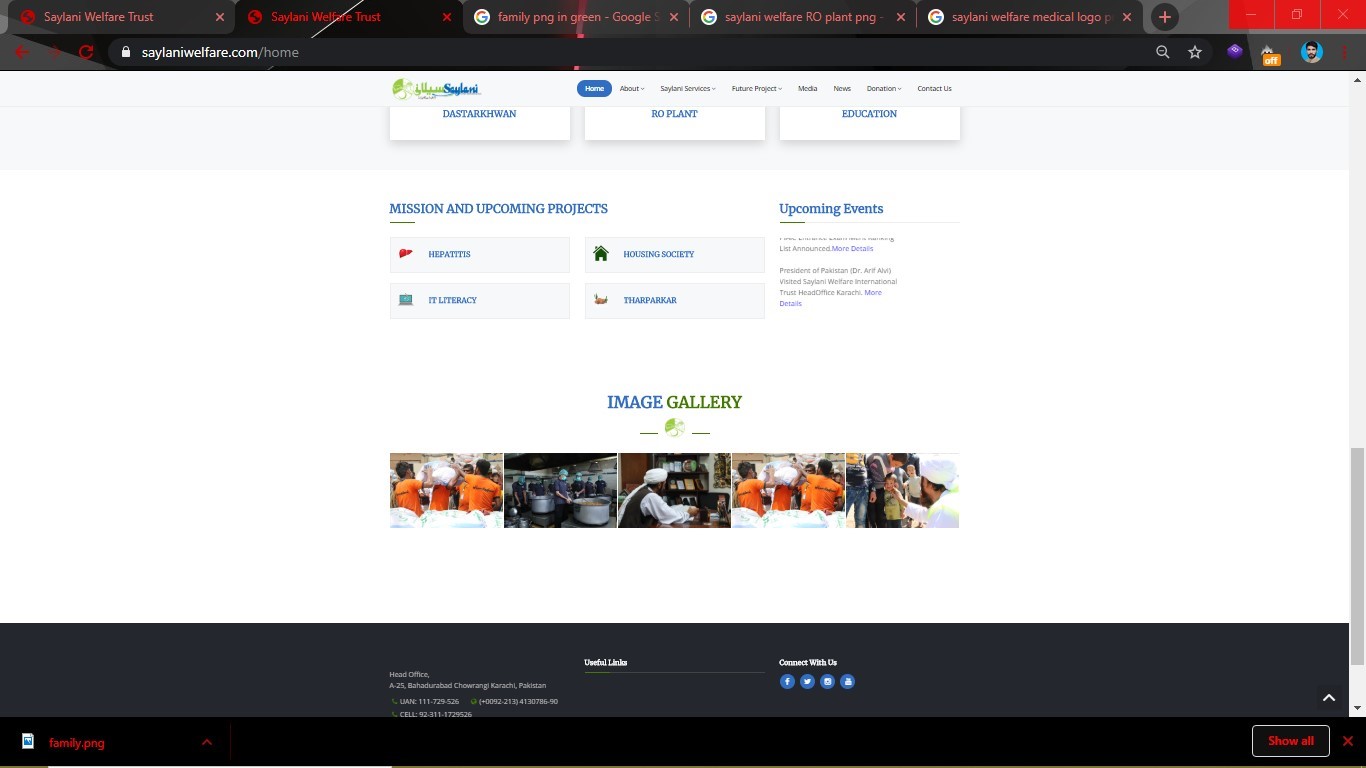 Saylani Welfare Trust
Saylani Welfare Trust
family png in green - Google S
saylani welfare RO plant png -
saylani welfare medical logo p
saylaniwelfare.com/home
off
سیلانی Saylani
Home About Saylani Services Future Project Media News Donation Contact Us
DASTARKHWAN
RO PLANT
EDUCATION
MISSION AND UPCOMING PROJECTS
HEPATITIS
HOUSING SOCIETY
IT LITERACY
THARPARKAR
Upcoming Events
List Announced.More Details
President of Pakistan (Dr. Arif Alvi)
Visited Saylani Welfare International
Trust HeadOffice Karachi. More
Details
IMAGE GALLERY
Head Office,
A-25, Bahadurabad Chowrangi Karachi, Pakistan
UAN: 111-729-526 (+0092-213) 4130786-90
CELL: 92-311-1729526
Useful Links
Connect With Us
family.png
Show all